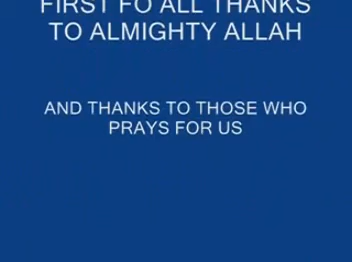 FIRST FO ALL THANKS
TO ALMIGHTY ALLAH
AND THANKS TO THOSE WHO
PRAYS FOR US